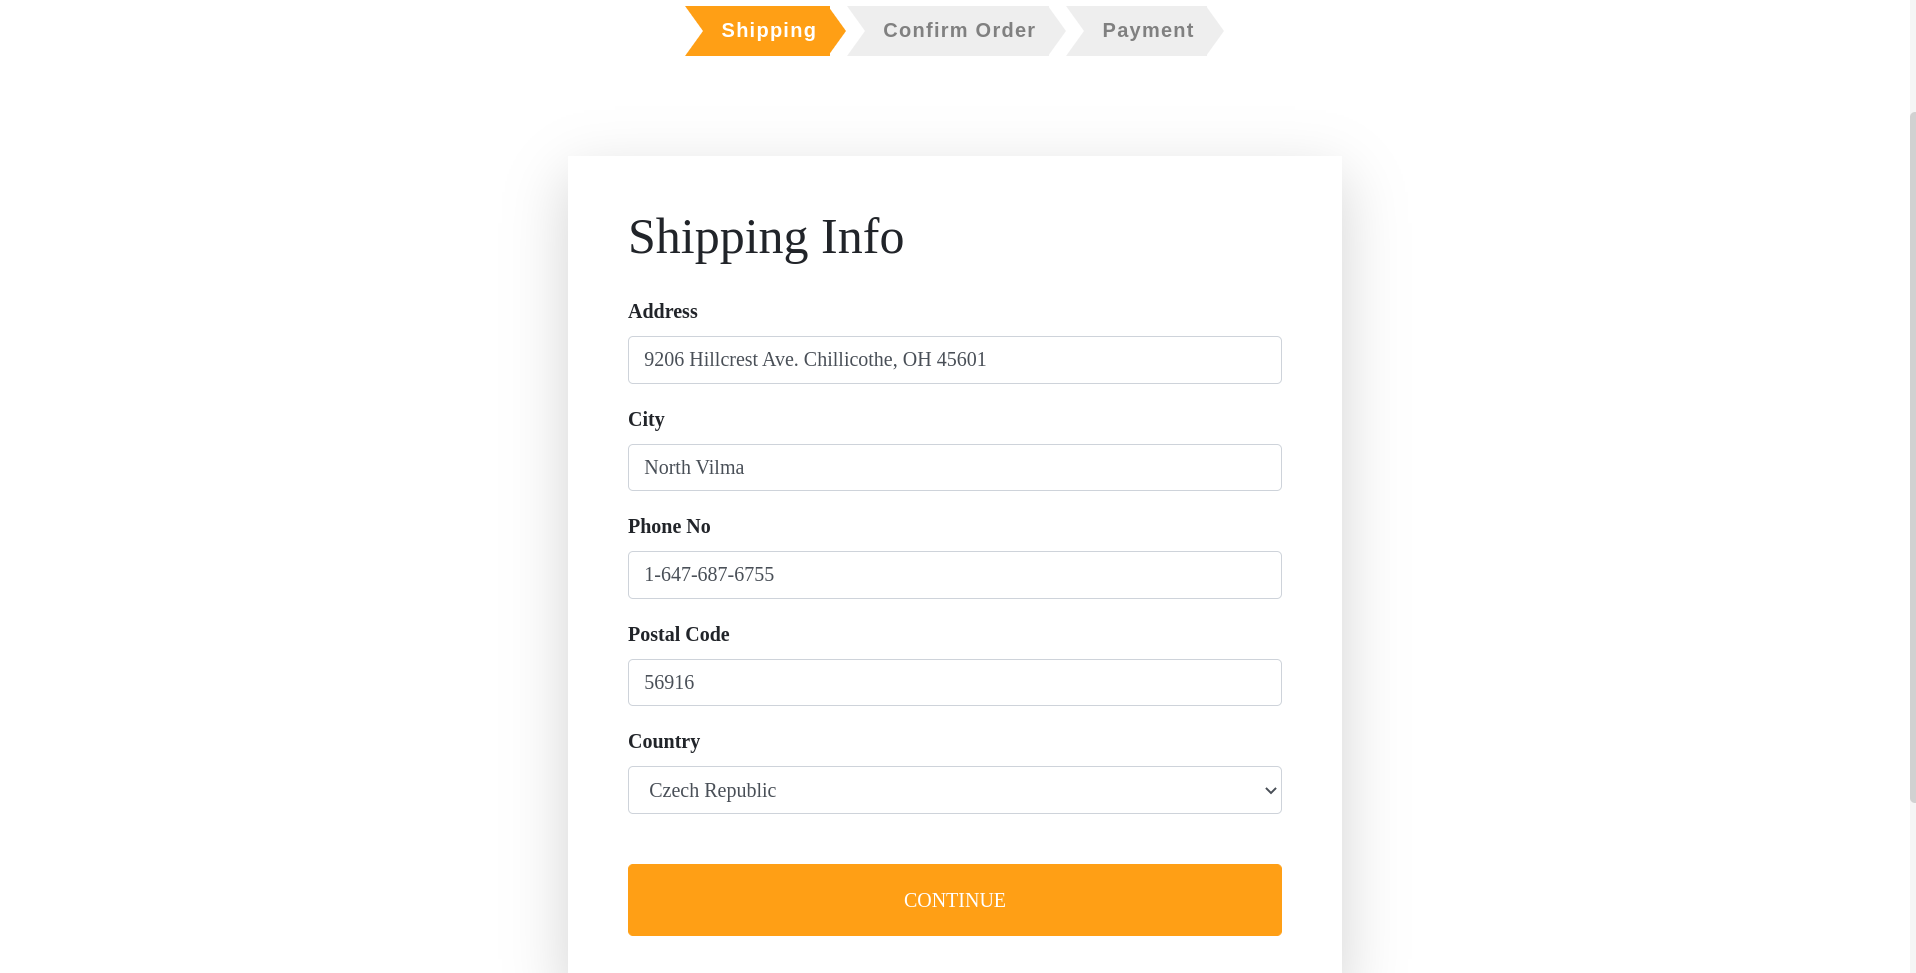 Shipping
Confirm Order
Payment
Shipping Info
Address
9206 Hillcrest Ave. Chillicothe, OH 45601
City
North Vilma
Phone No
1-647-687-6755
Postal Code
56916
Country
Czech Republic
CONTINUE